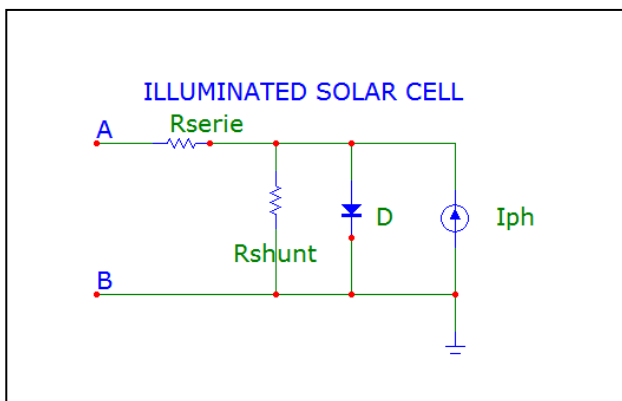 ILLUMINATED SOLAR CELL
A
Rserie
D
Iph
Rshunt
B